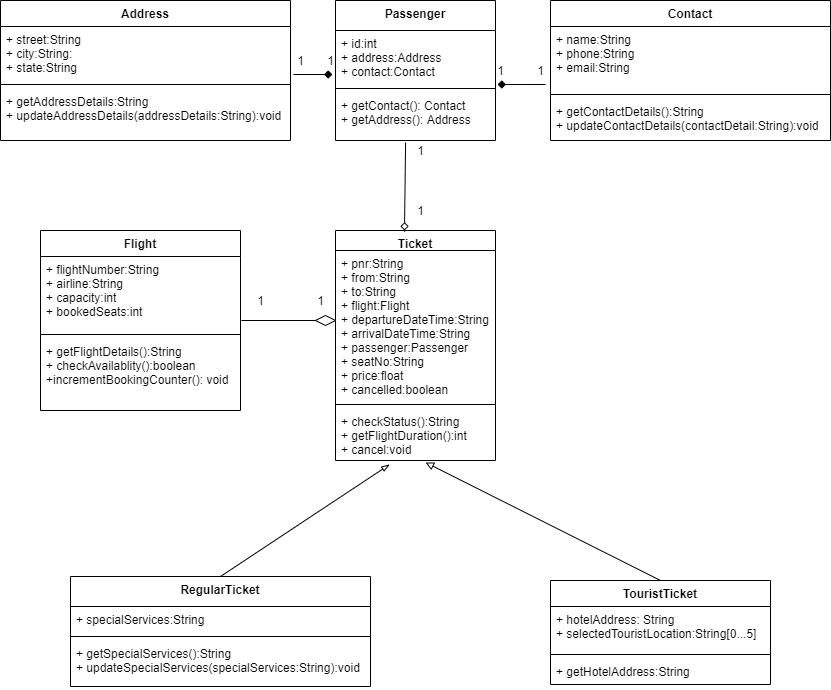 Address
+ street:String
+ city:String:
+ state:String
+ getAddressDetails:String
+ updateAddressDetails(addressDetails:String):void
1
1
Passenger
+ id:int
+ address:Address
+ contact:Contact
+ getContact(): Contact
+ getAddress(): Address
1
1
Contact
+ name:String
+ phone:String
+ email:String
+ getContactDetails():String
+ updateContactDetails(contactDetail:String):void
1
1
Flight
+ flightNumber:String
+ airline:String
+ capacity:int
+ bookedSeats:int
+ getFlightDetails():String
+ checkAvailablity():boolean
+incrementBookingCounter(): void
1
1
Ticket
+ pnr:String
+ from:String
+ to:String
+ flight:Flight
+ departureDateTime:String
+ arrivalDateTime:String
+ passenger:Passenger
+ seatNo:String
+ price:float
+ cancelled:boolean
+ checkStatus():String
+ getFlightDuration():int
+ cancel:void
RegularTicket
+ specialServices:String
+ getSpecialServices():String
+ updateSpecialServices(specialServices:String):void
TouristTicket
+ hotelAddress: String
+ selectedTouristLocation:String[0...5]
+ getHotelAddress:String